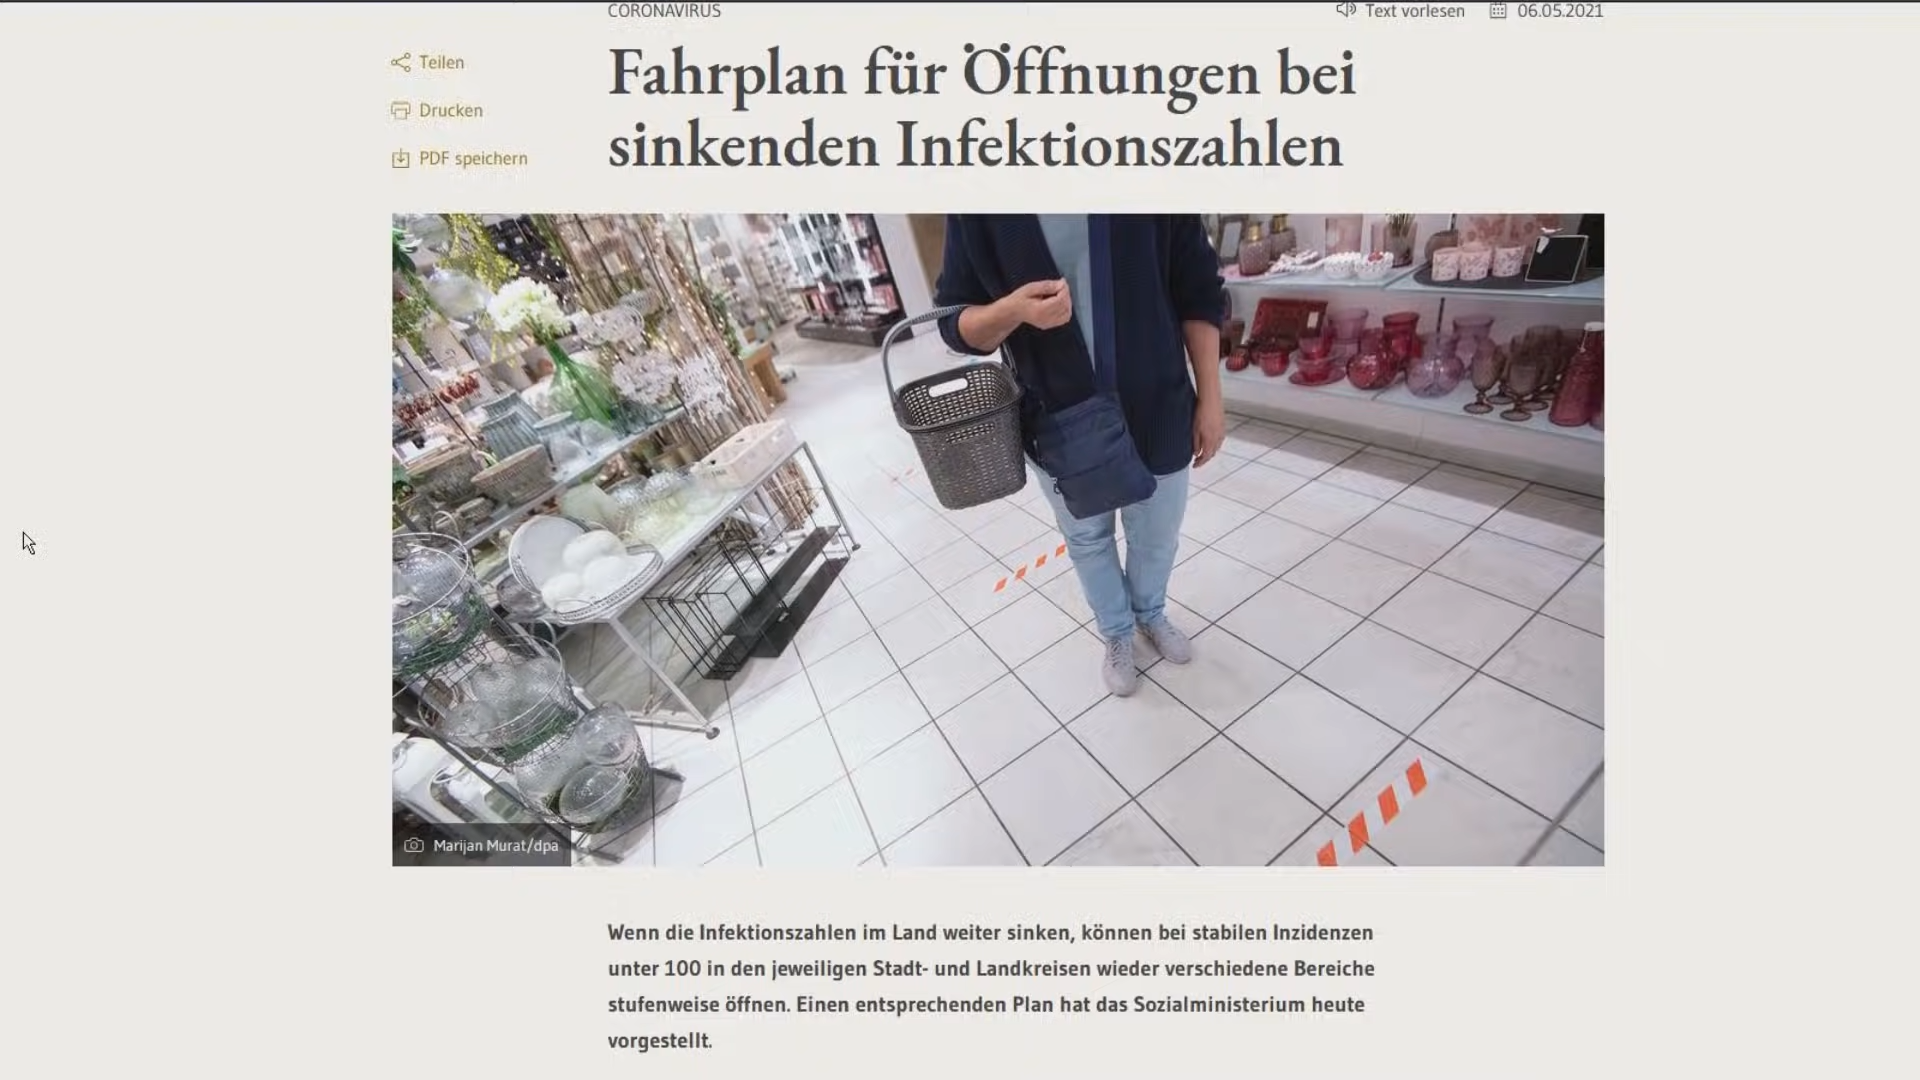 CORONAVIRUS
Text vorlesen
06.05.2021
Teilen
Drucken
PDF speichern
Fahrplan für Öffnungen bei
sinkenden Infektionszahlen
Marijan Murat/dpa
Wenn die Infektionszahlen im Land weiter sinken, können bei stabilen Inzidenzen
unter 100 in den jeweiligen Stadt- und Landkreisen wieder verschiedene Bereiche
stufenweise öffnen. Einen entsprechenden Plan hat das Sozialministerium heute
vorgestellt.